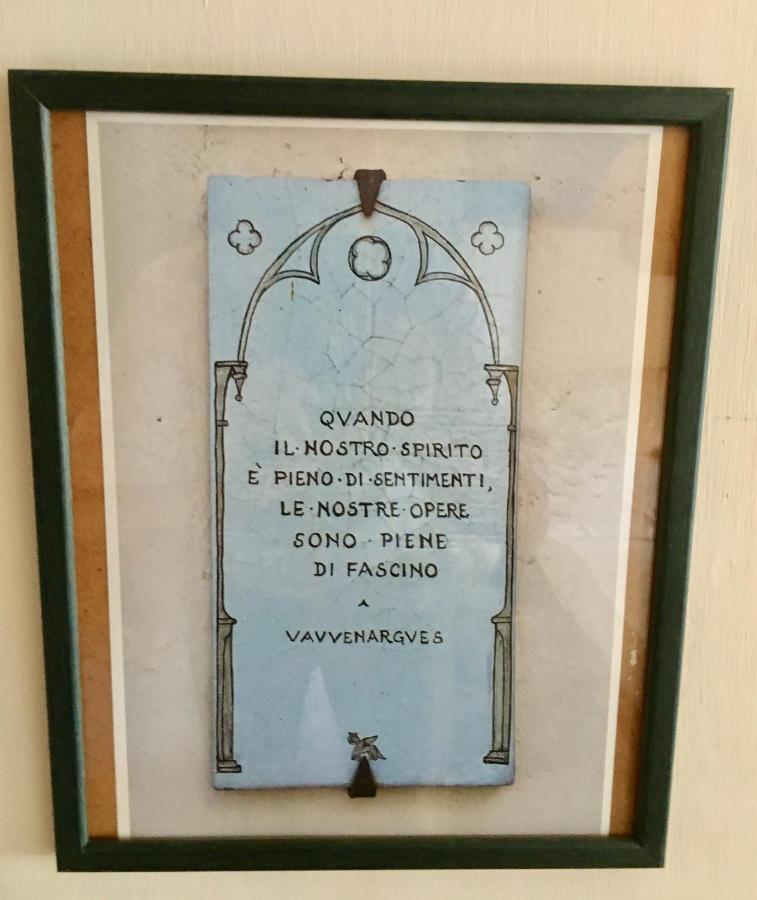 QVANDO
IL·NOSTRO·SPIRITO
È PIENO·DI·SENTIMENTI,
LE·NOSTRE·OPERE
SONO·PIENE
DI FASCINO
VAVVENARGVES